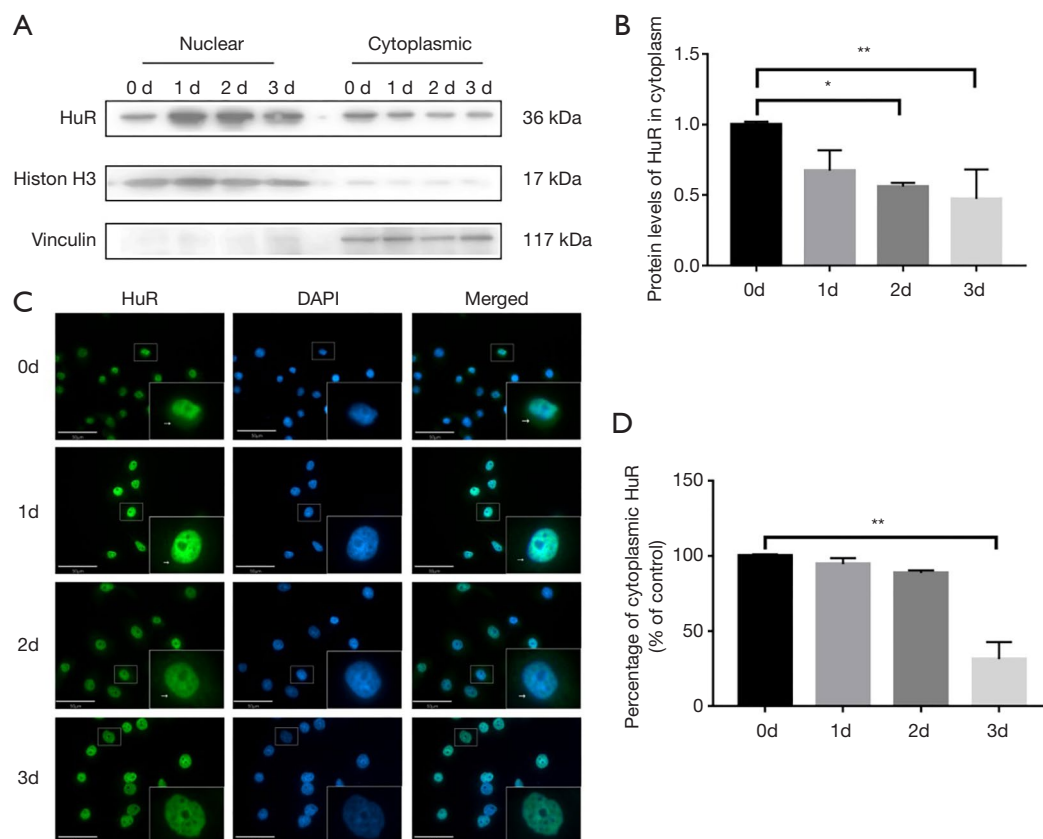 A
Nuclear Cytoplasmic
0 d 1 d 2 d 3 d 0 d 1 d 2 d 3 d
HuR 36 kDa
Histon H3 17 kDa
Vinculin 117 kDa
B
Protein levels of HuR in cytoplasm
1.5
1.0
0.5
0.0
**
*
0d 1d 2d 3d
C
HuR DAPI Merged
0d
1d
2d
3d
D
Percentage of cytoplasmic HuR
(% of control)
150
100
50
0
**
0d 1d 2d 3d